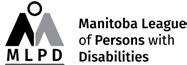 Manitoba League
of Persons with
Disabilities
MLPD